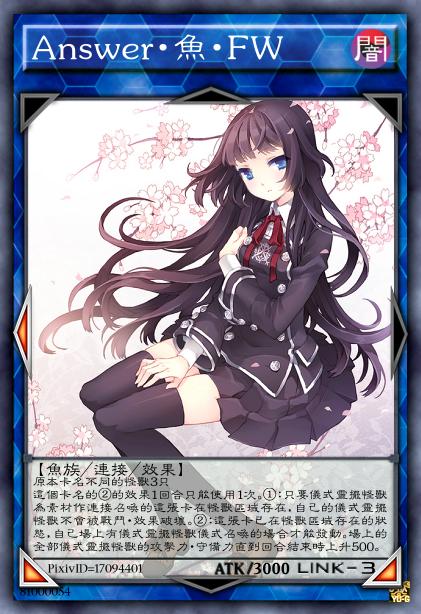 Answer・魚・FW
闇
【魚族／連接／效果】
原本卡名不同的怪獸3只
這個卡名的②的效果1回合只能使用1次。①：只要儀式靈擺怪獸
為素材作連接召喚的這張卡在怪獸區域存在，自己的儀式靈擺
怪獸不會被戰鬥・效果破壞。②：這張卡已在怪獸區域存在的狀
態，自己場上有儀式靈擺怪獸儀式召喚的場合才能發動。場上的
全部儀式靈擺怪獸的攻擊力・守備力直到回合結束時上升500。
PixivID=17094401 ATK/3000 LINK-3
81000054